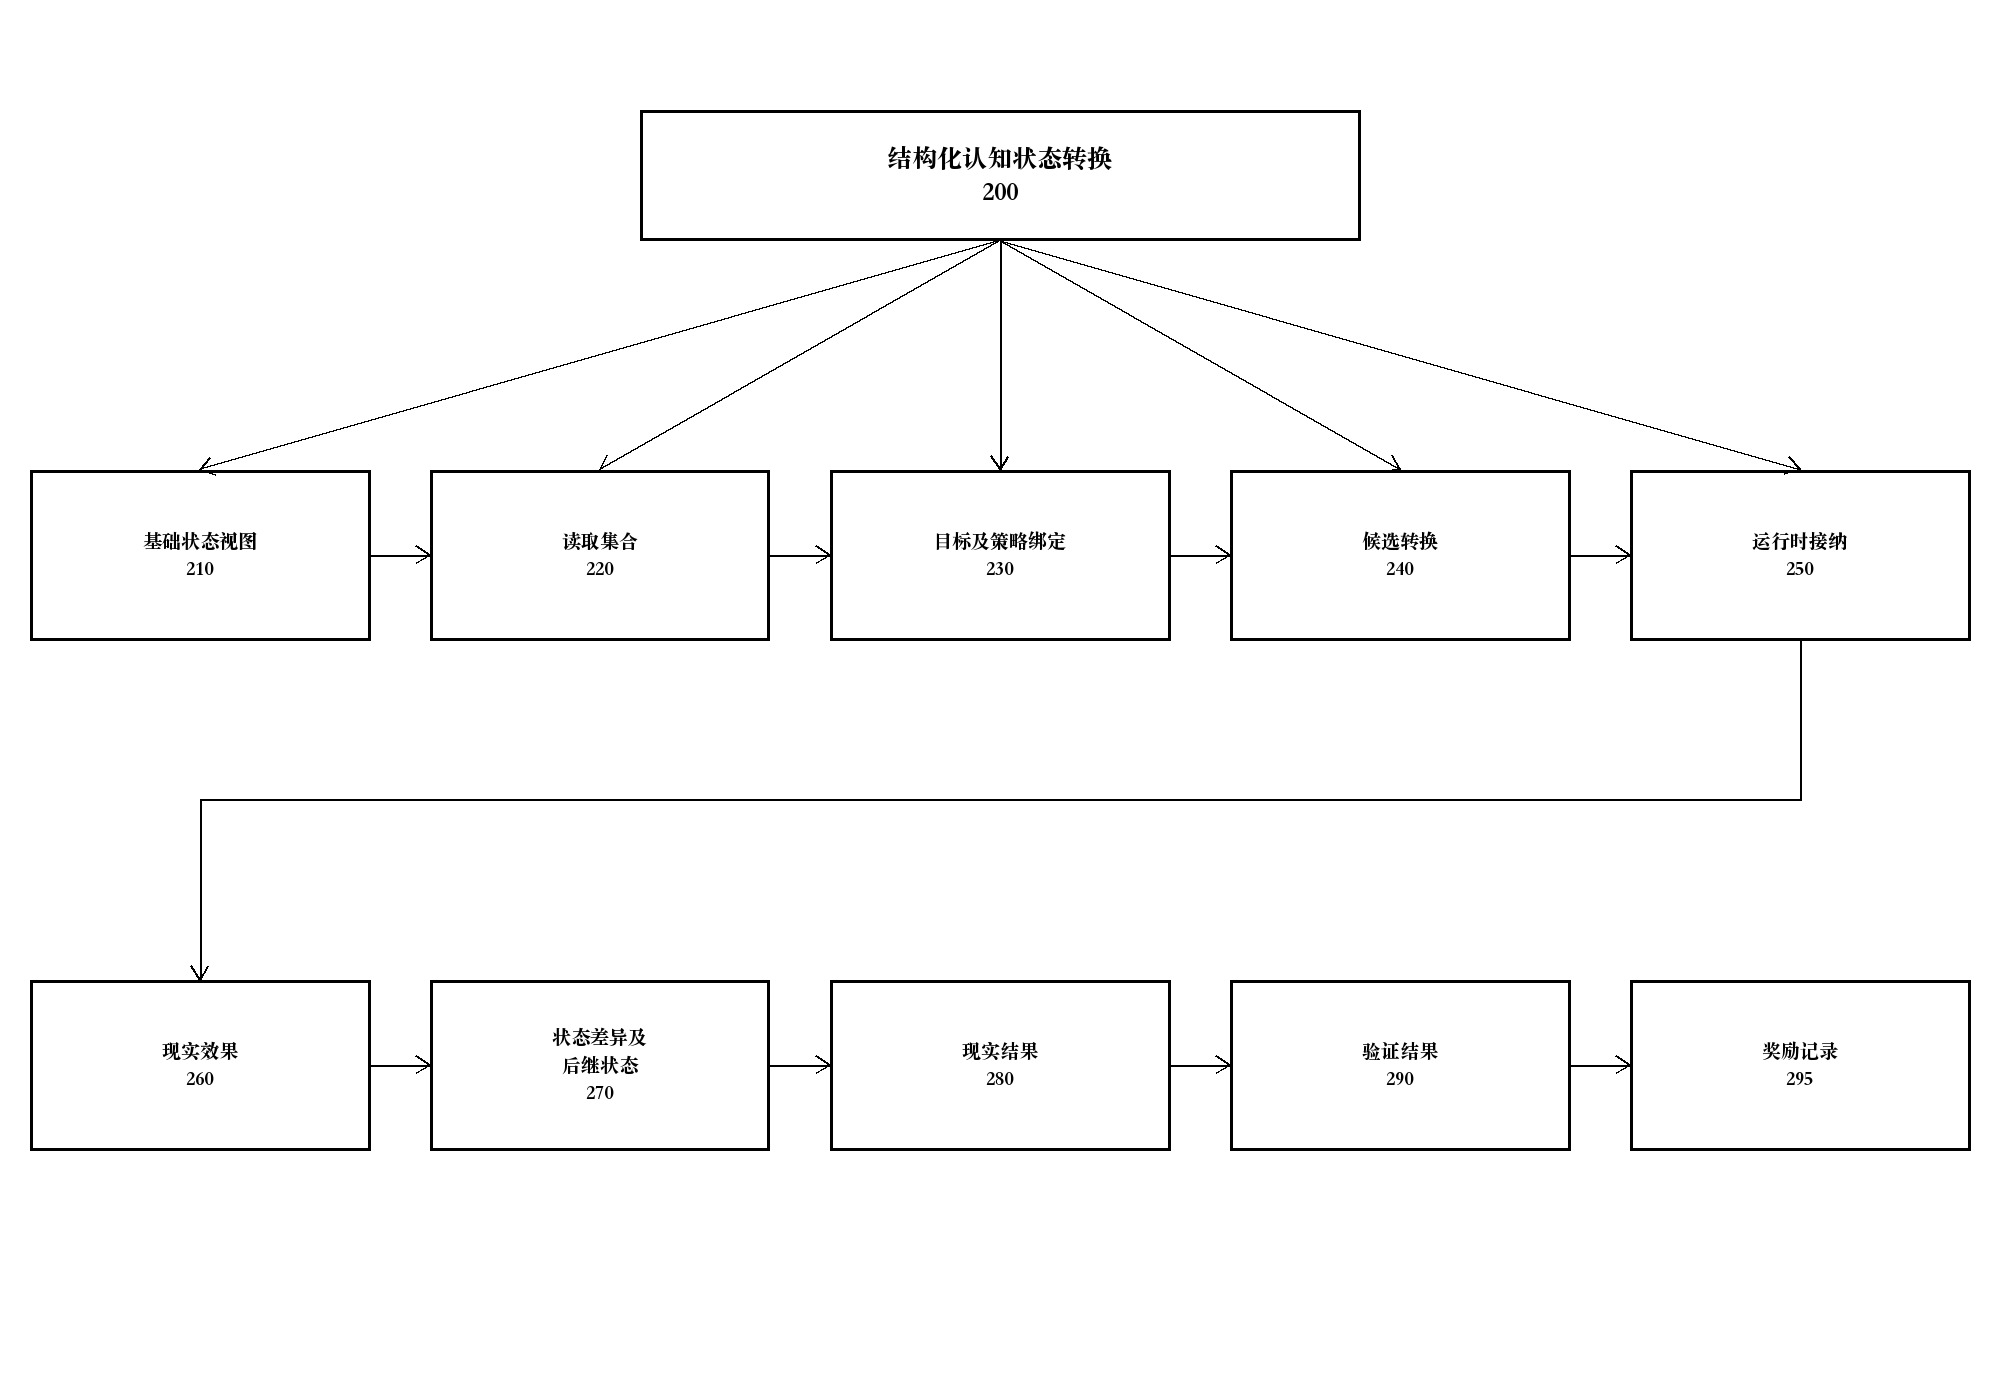 结构化认知状态转换
200
基础状态视图
210
读取集合
220
目标及策略绑定
230
候选转换
240
运行时接纳
250
现实效果
260
状态差异及
后继状态
270
现实结果
280
验证结果
290
奖励记录
295